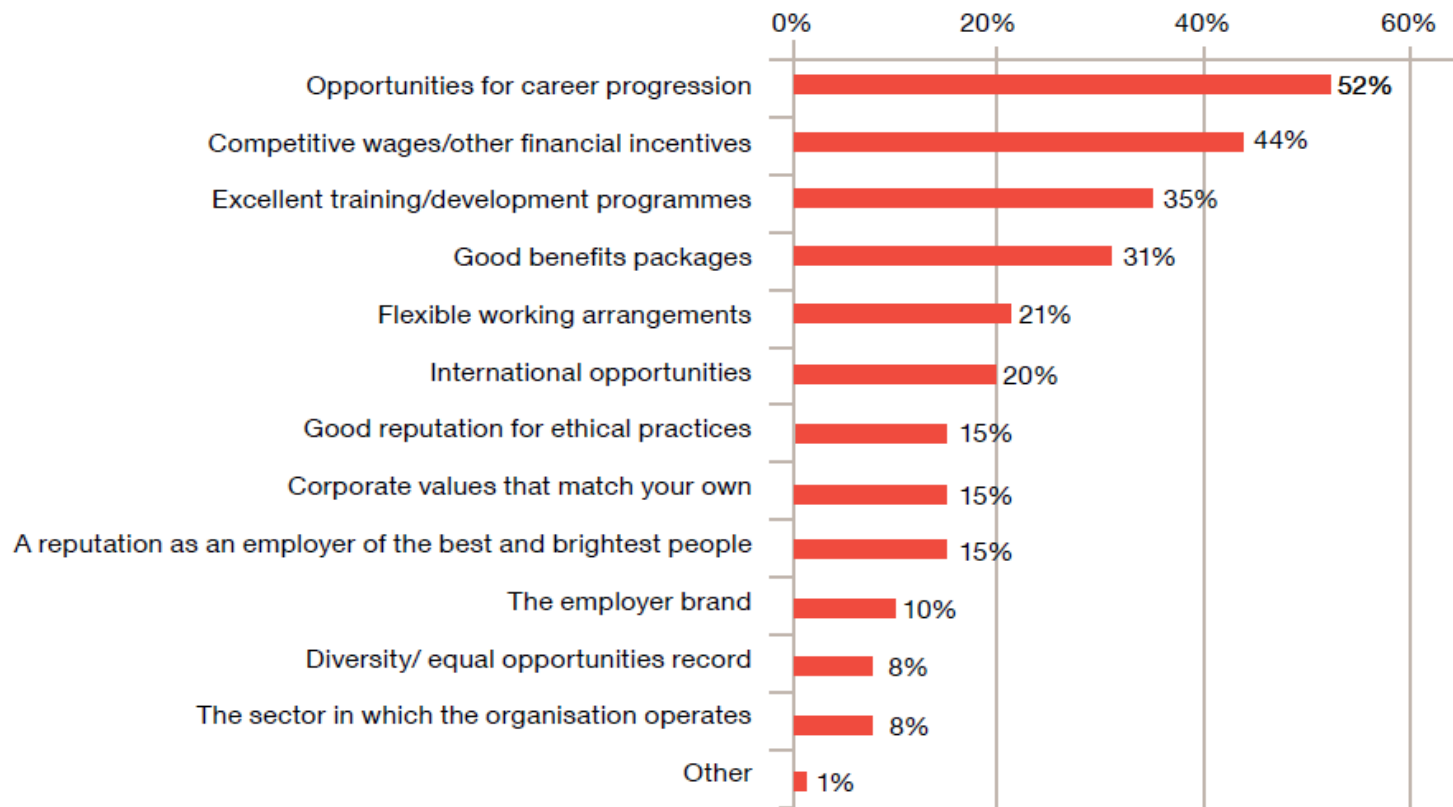 0% 20% 40% 60%
Opportunities for career progression 52%
Competitive wages/other financial incentives 44%
Excellent training/development programmes 35%
Good benefits packages 31%
Flexible working arrangements 21%
International opportunities 20%
Good reputation for ethical practices 15%
Corporate values that match your own 15%
A reputation as an employer of the best and brightest people 15%
The employer brand 10%
Diversity/ equal opportunities record 8%
The sector in which the organisation operates 8%
Other 1%